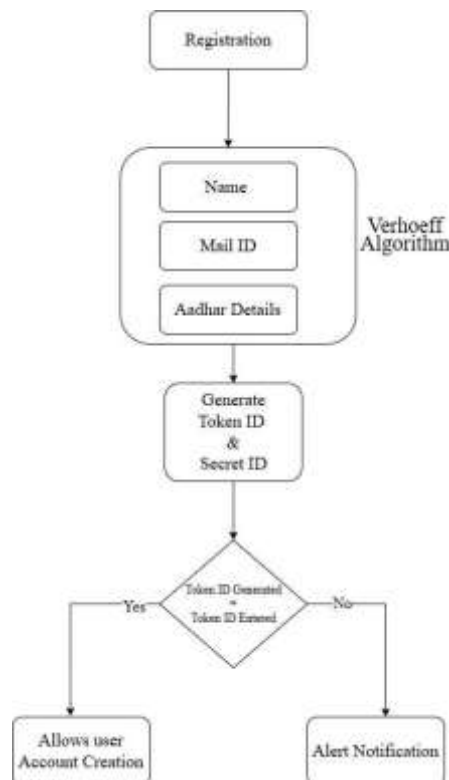 Registration
Name
Verhoeff
Algorithm
Mail ID
Aadhar Details
Generate
Token ID
&
Secret ID
Token ID Generated
=
Token ID Entered
Yes
No
Allows user
Account Creation
Alert Notification